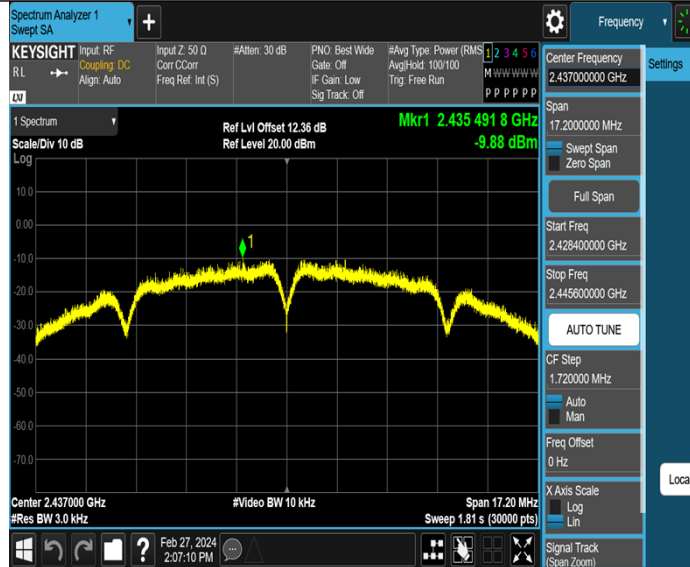 Spectrum Analyzer 1
Swept SA
Frequency
KEYSIGHT
RL
LXI
Input: RF
Coupling: DC
Align: Auto
Input Z: 50 Ω
Corr CCorr
Freq Ref: Int (S)
#Atten: 30 dB
PNO: Best Wide
Gate: Off
IF Gain: Low
Sig Track: Off
#Avg Type: Power (RMS
Avg|Hold: 100/100
Trig: Free Run
1 2 3 4 5 6
M W W W W W
P P P P P P
Center Frequency
2.437000000 GHz
Settings
Span
17.2000000 MHz
Swept Span
Zero Span
Full Span
Start Freq
2.428400000 GHz
Stop Freq
2.445600000 GHz
AUTO TUNE
CF Step
1.720000 MHz
Auto
Man
Freq Offset
0 Hz
X Axis Scale
Log
Lin
Signal Track
(Span Zoom)
Loca
1 Spectrum
Scale/Div 10 dB
Ref Lvl Offset 12.36 dB
Ref Level 20.00 dBm
Mkr1 2.435 491 8 GHz
-9.88 dBm
Log
10.0
0.00
-10.0
-20.0
-30.0
-40.0
-50.0
-60.0
-70.0
1
Center 2.437000 GHz
#Res BW 3.0 kHz
#Video BW 10 kHz
Span 17.20 MHz
Sweep 1.81 s (30000 pts)
?
Feb 27, 2024
2:07:10 PM